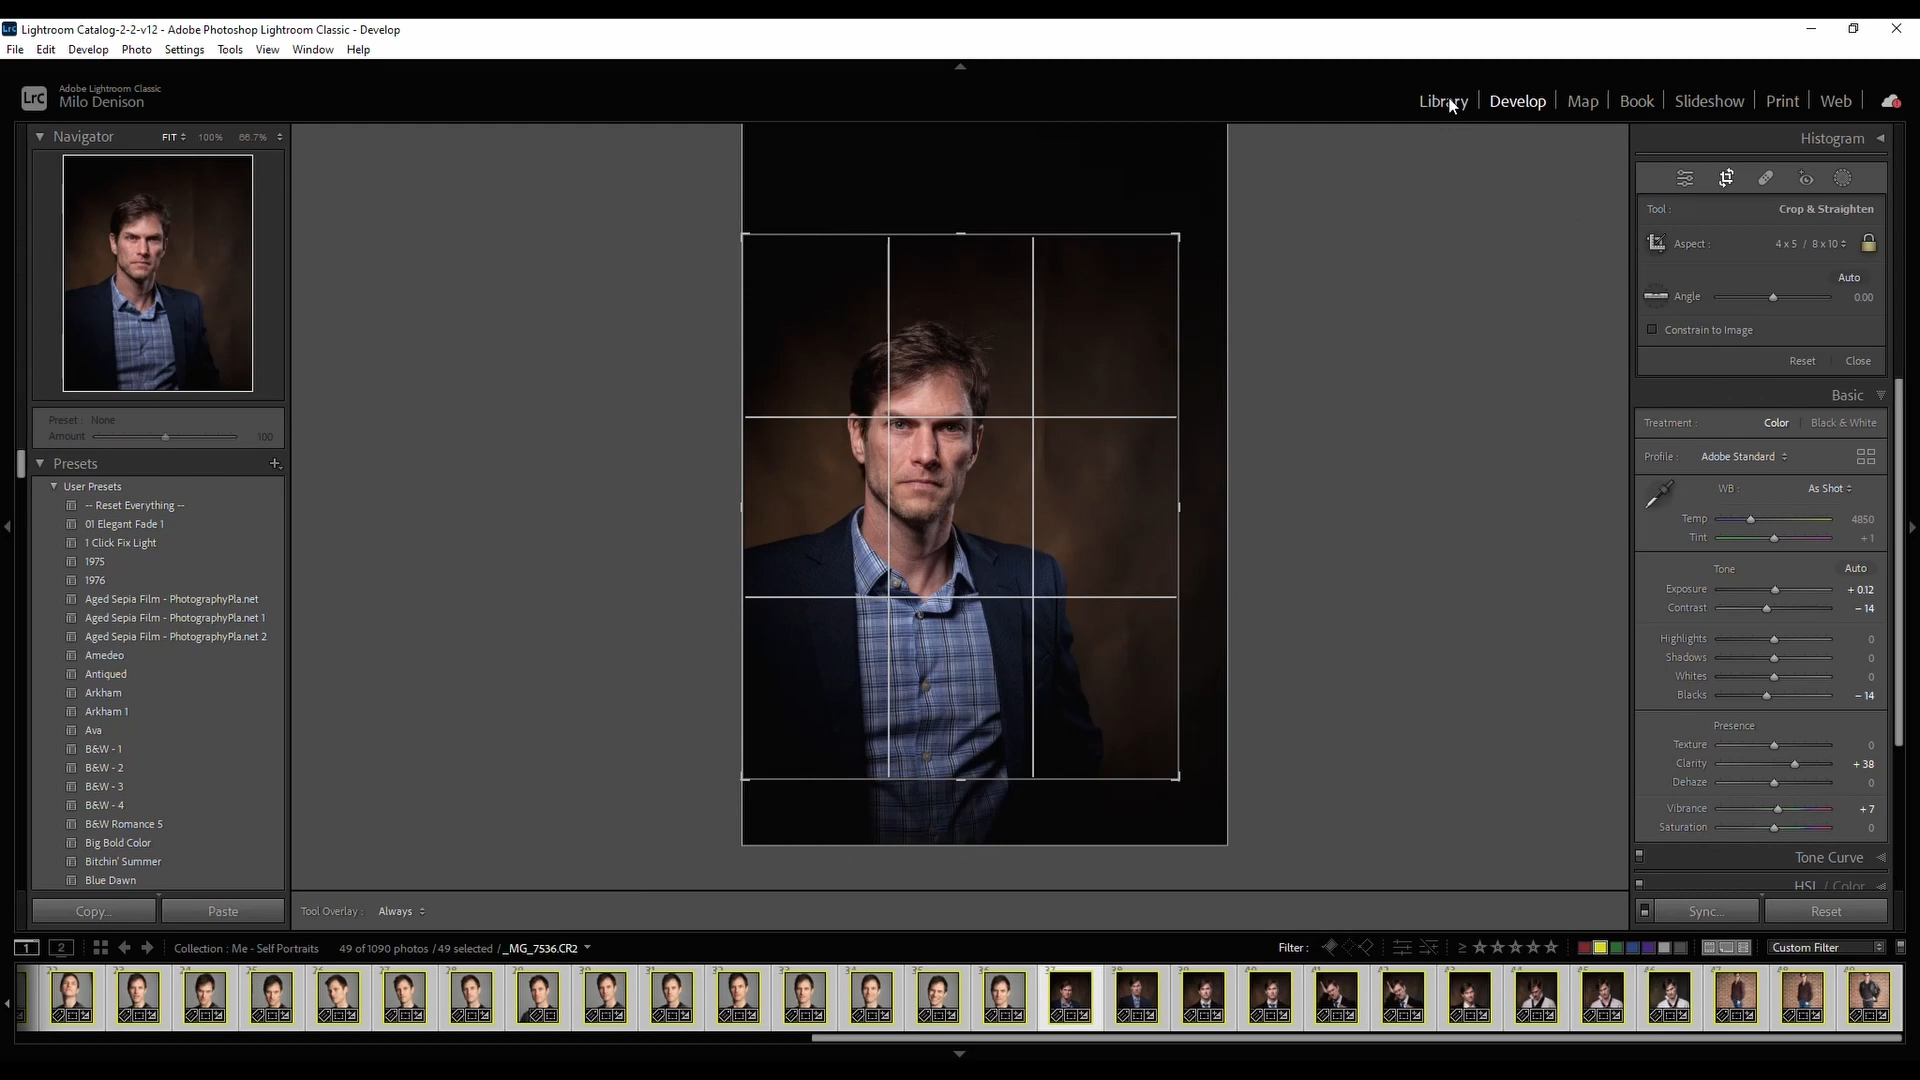 Lightroom Catalog-2-2-v12 - Adobe Photoshop Lightroom Classic - Develop
File Edit Develop Photo Settings Tools View Window Help
LrC
Adobe Lightroom Classic
Milo Denison
Library | Develop | Map | Book | Slideshow | Print | Web
Navigator FIT 100% 66.7%
Preset : None
Amount 100
Presets
User Presets
-- Reset Everything --
01 Elegant Fade 1
1 Click Fix Light
1975
1976
Aged Sepia Film - PhotographyPla.net
Aged Sepia Film - PhotographyPla.net 1
Aged Sepia Film - PhotographyPla.net 2
Amedeo
Antiqued
Arkham
Arkham 1
Ava
B&W - 1
B&W - 2
B&W - 3
B&W - 4
B&W Romance 5
Big Bold Color
Bitchin' Summer
Blue Dawn
Copy... Paste
Tool Overlay : Always
Histogram
Tool : Crop & Straighten
Aspect : 4 x 5 / 8 x 10
Auto
Angle 0.00
Constrain to Image
Reset Close
Basic
Treatment : Color | Black & White
Profile : Adobe Standard
WB : As Shot
Temp 4850
Tint + 1
Tone Auto
Exposure + 0.12
Contrast – 14
Highlights 0
Shadows 0
Whites 0
Blacks – 14
Presence
Texture 0
Clarity + 38
Dehaze 0
Vibrance + 7
Saturation 0
Tone Curve
HSL / Color
Sync... Reset
1 2 Collection : Me - Self Portraits 49 of 1090 photos / 49 selected / _MG_7536.CR2 Filter : ≥ Custom Filter